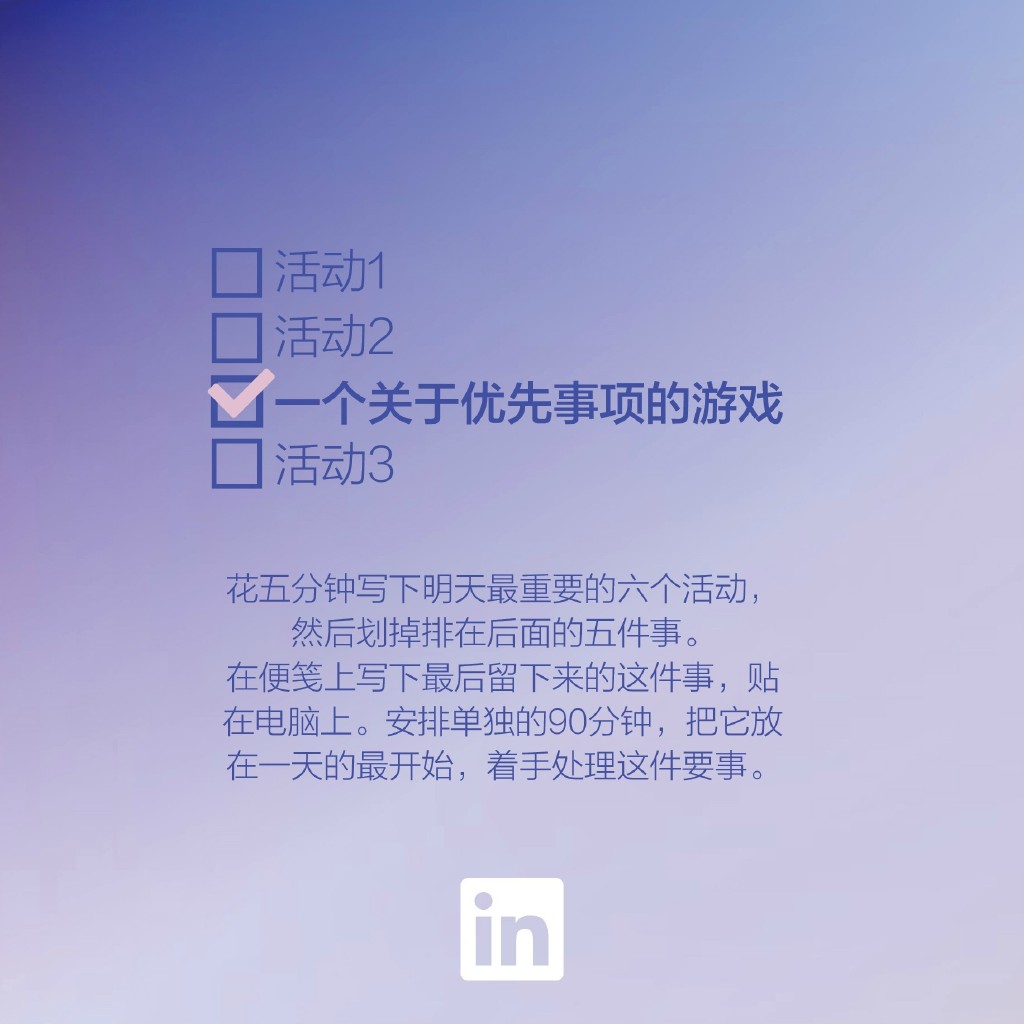 活动1
活动2
一个关于优先事项的游戏
活动3
花五分钟写下明天最重要的六个活动，
然后划掉排在后面的五件事。
在便笺上写下最后留下来的这件事，贴
在电脑上。安排单独的90分钟，把它放
在一天的最开始，着手处理这件要事。
in